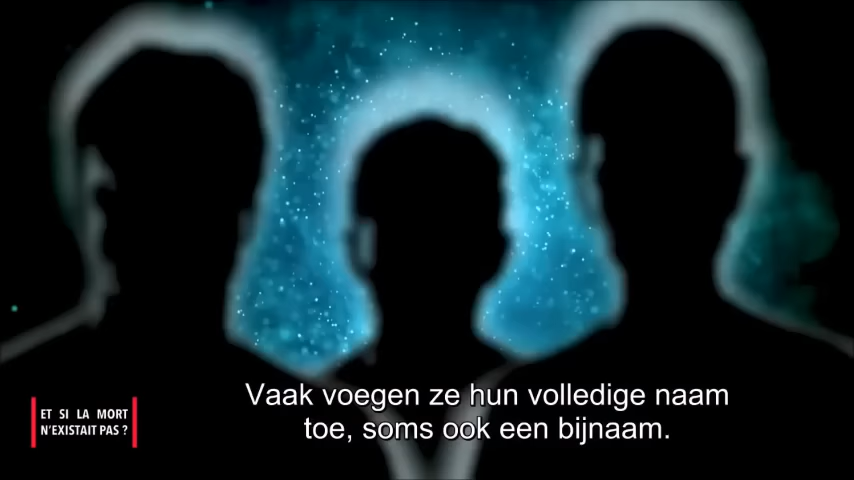 ET SI LA MORT
N'EXISTAIT PAS ?
Vaak voegen ze hun volledige naam
toe, soms ook een bijnaam.